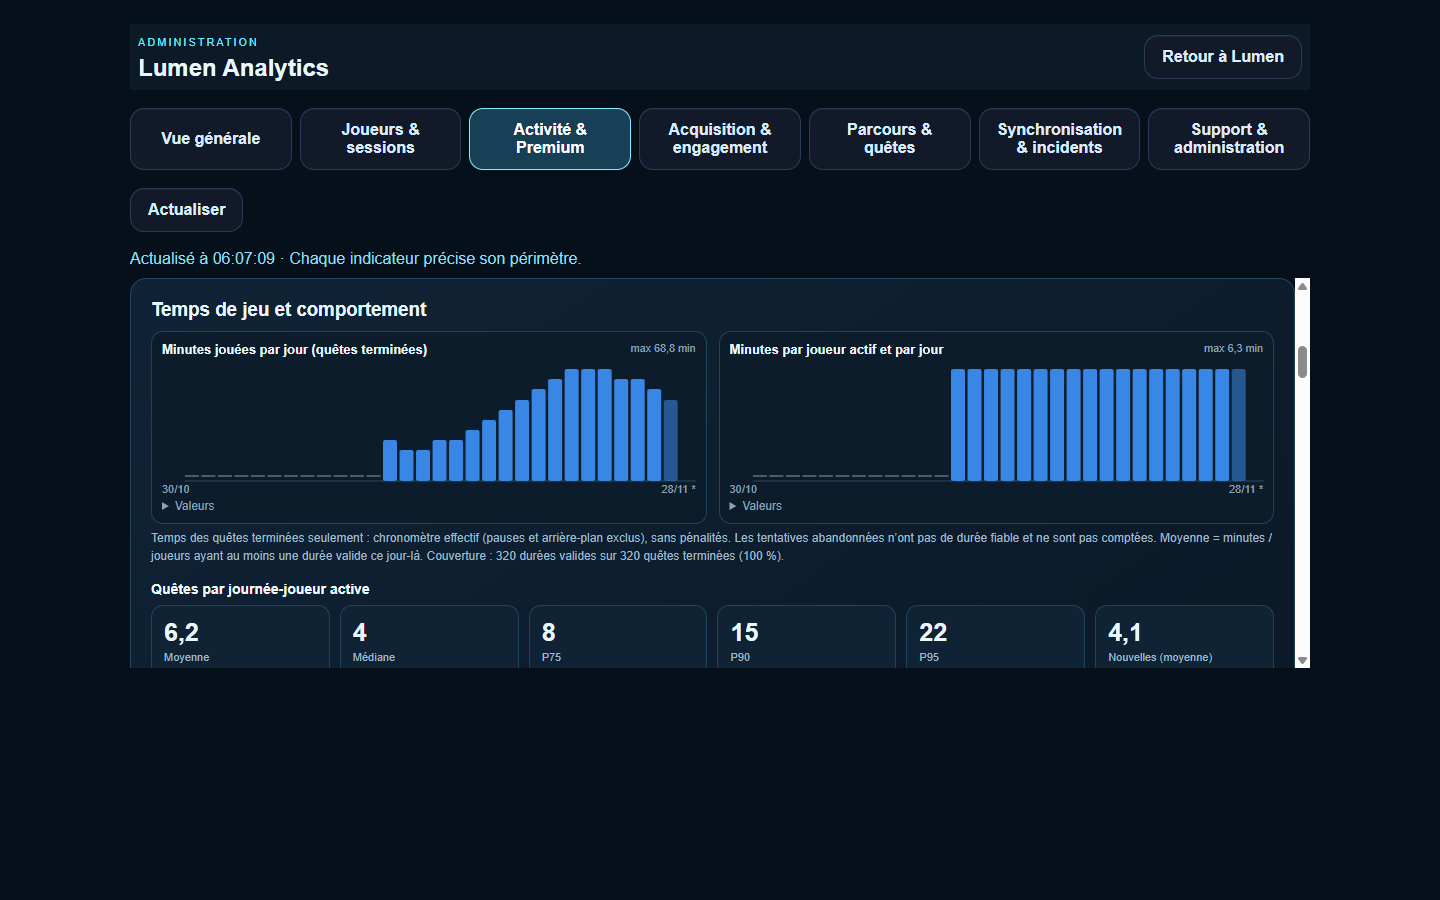 ADMINISTRATION
Lumen Analytics
Retour à Lumen
Vue générale
Joueurs &
sessions
Activité &
Premium
Acquisition &
engagement
Parcours &
quêtes
Synchronisation
& incidents
Support &
administration
Actualiser
Actualisé à 06:07:09 · Chaque indicateur précise son périmètre.
Temps de jeu et comportement
Minutes jouées par jour (quêtes terminées)
max 68,8 min
30/10
28/11 *
▶ Valeurs
Minutes par joueur actif et par jour
max 6,3 min
30/10
28/11 *
▶ Valeurs
Temps des quêtes terminées seulement : chronomètre effectif (pauses et arrière-plan exclus), sans pénalités. Les tentatives abandonnées n’ont pas de durée fiable et ne sont pas comptées. Moyenne = minutes /
joueurs ayant au moins une durée valide ce jour-là. Couverture : 320 durées valides sur 320 quêtes terminées (100 %).
Quêtes par journée-joueur active
6,2
Moyenne
4
Médiane
8
P75
15
P90
22
P95
4,1
Nouvelles (moyenne)